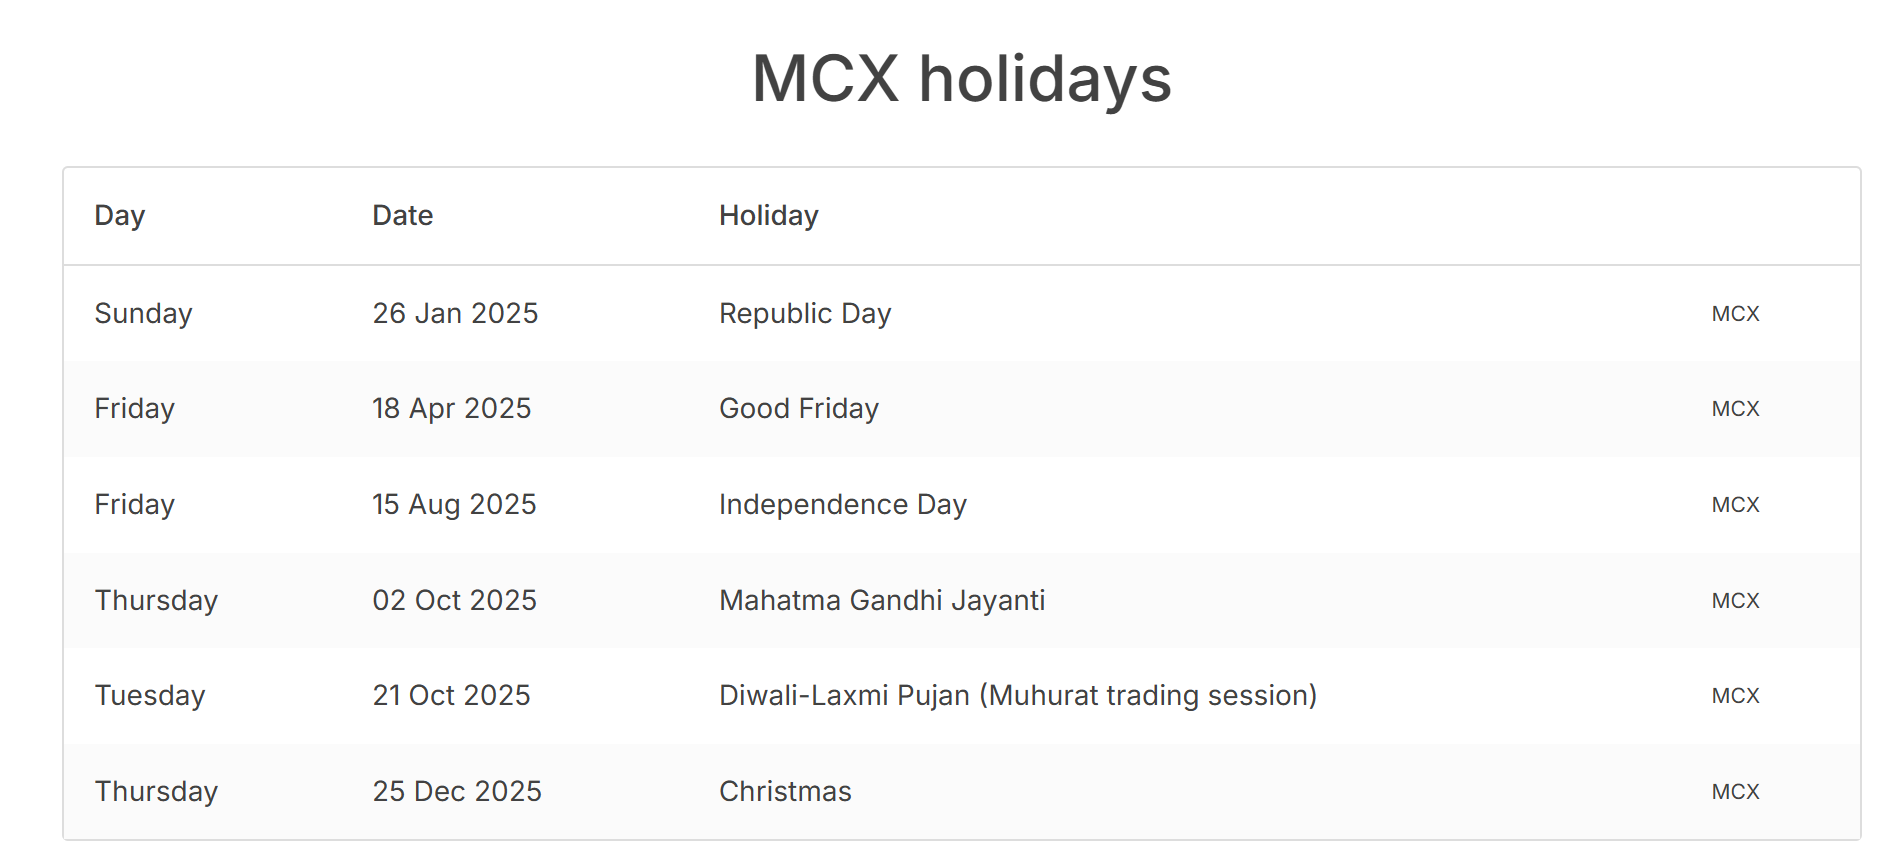 MCX holidays
Day Date Holiday
Sunday 26 Jan 2025 Republic Day MCX
Friday 18 Apr 2025 Good Friday MCX
Friday 15 Aug 2025 Independence Day MCX
Thursday 02 Oct 2025 Mahatma Gandhi Jayanti MCX
Tuesday 21 Oct 2025 Diwali-Laxmi Pujan (Muhurat trading session) MCX
Thursday 25 Dec 2025 Christmas MCX